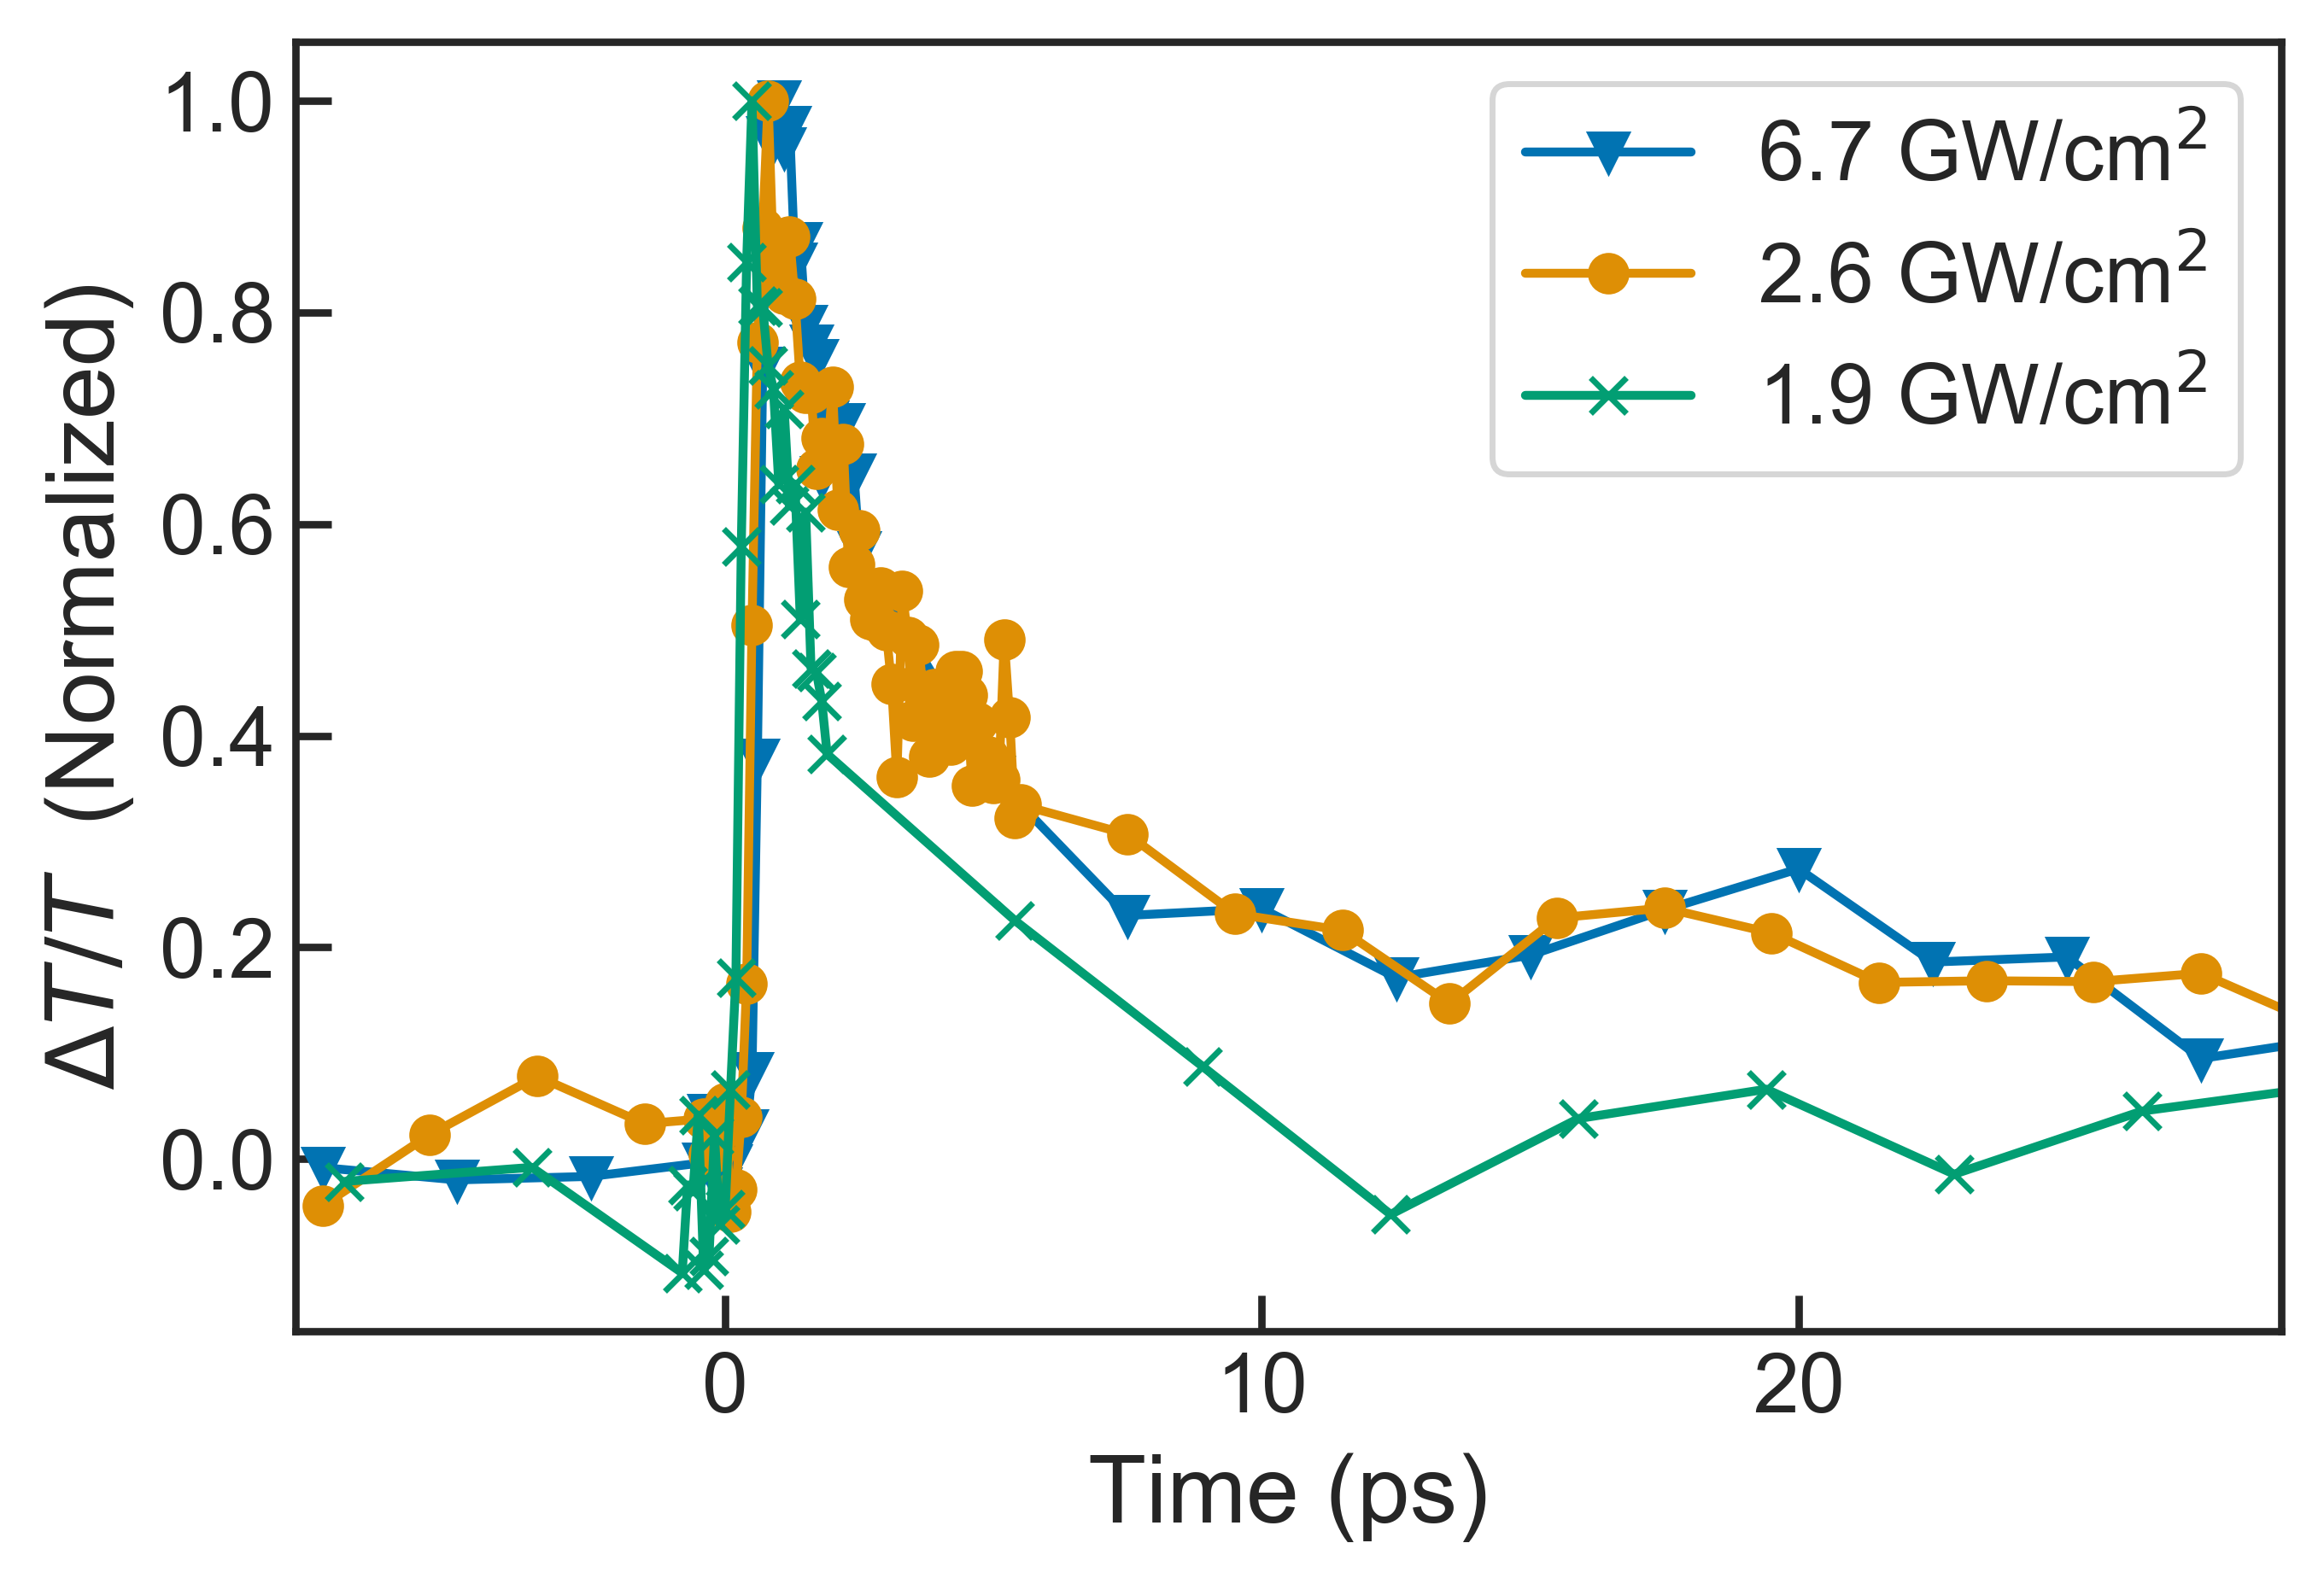 ΔT/T (Normalized)
1.0
0.8
0.6
0.4
0.2
0.0
6.7 GW/cm²
2.6 GW/cm²
1.9 GW/cm²
0 10 20
Time (ps)